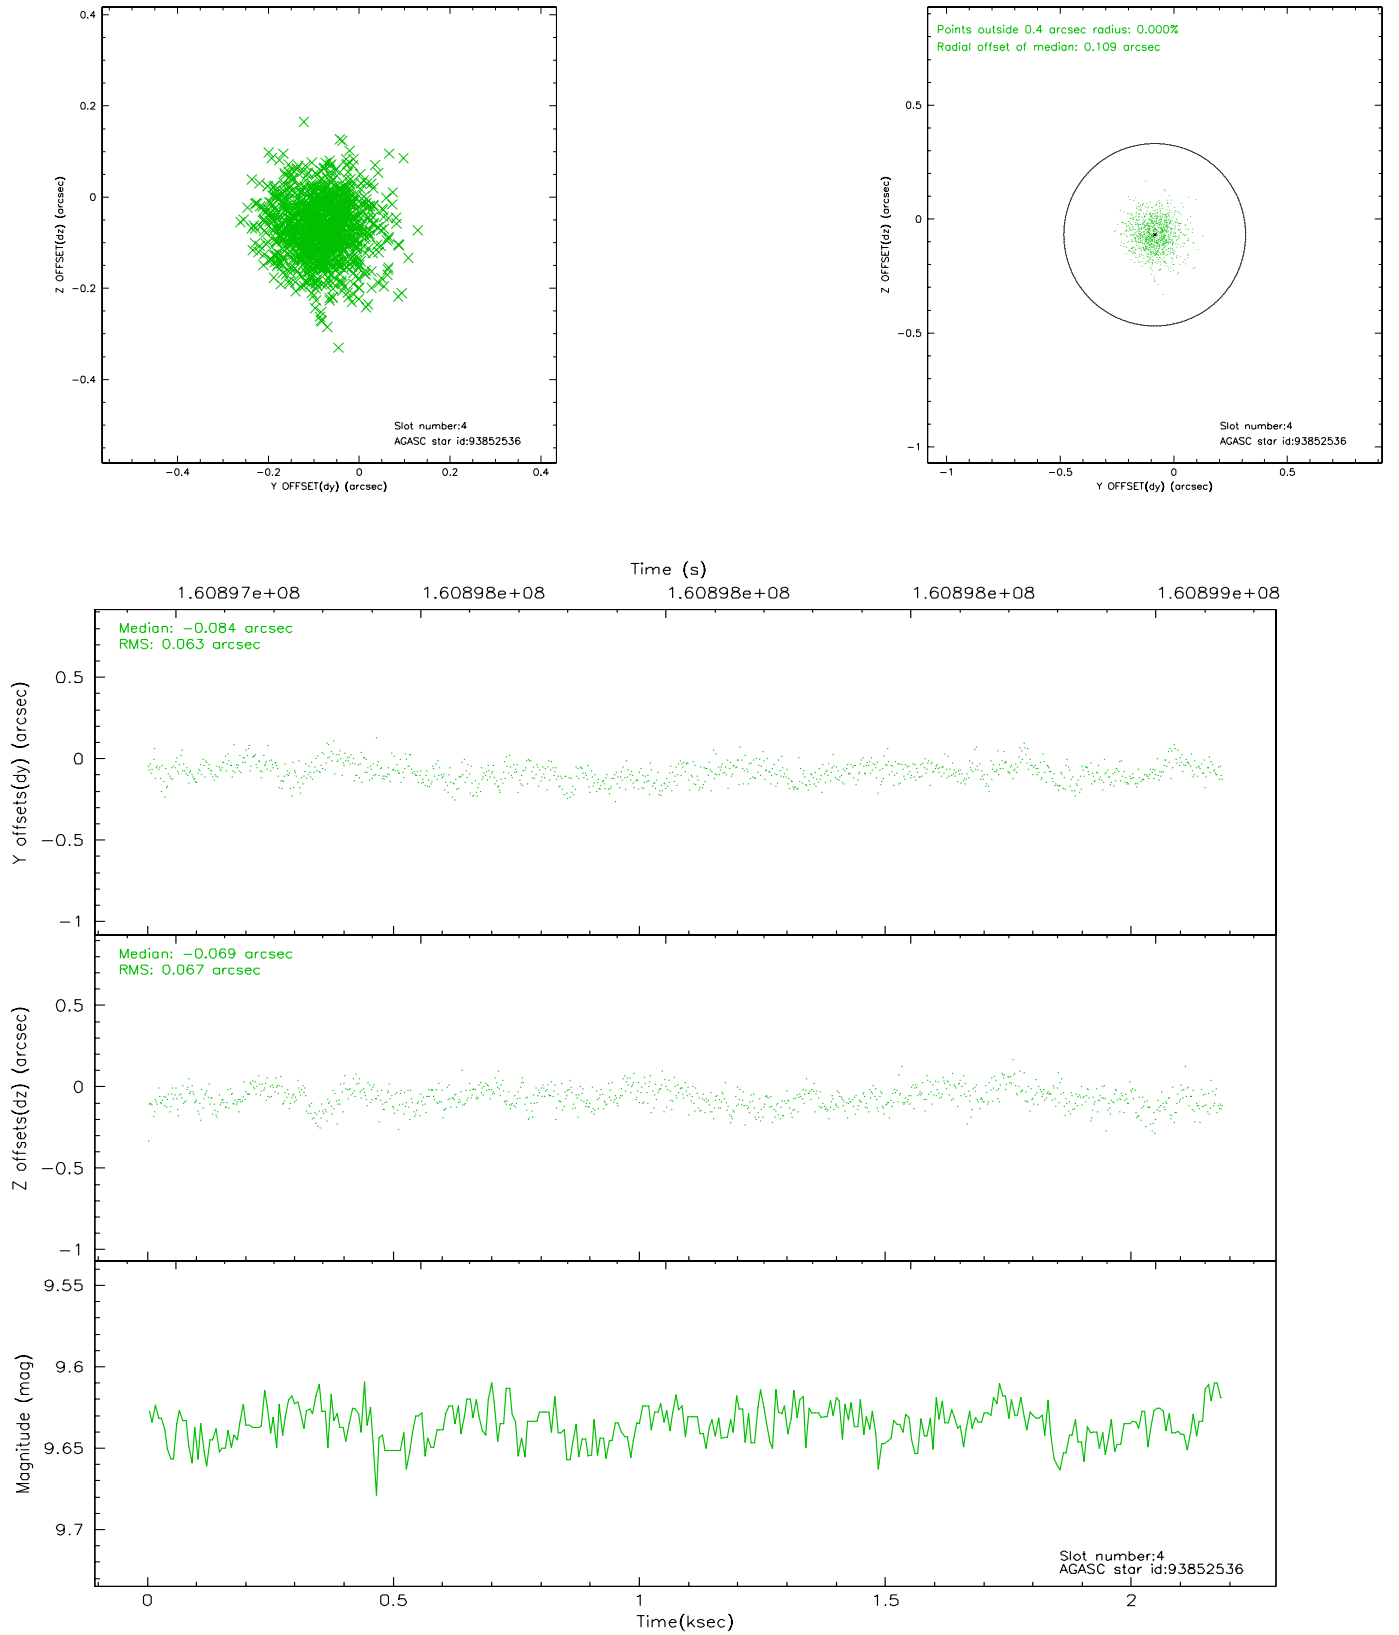 0.4
0.2
0
−0.2
−0.4
Z OFFSET(dz) (arcsec)
Slot number:4
AGASC star id:93852536
−0.4 −0.2 0 0.2 0.4
Y OFFSET(dy) (arcsec)
Points outside 0.4 arcsec radius: 0.000%
Radial offset of median: 0.109 arcsec
0.5
0
−0.5
−1
Z OFFSET(dz) (arcsec)
Slot number:4
AGASC star id:93852536
−1 −0.5 0 0.5
Y OFFSET(dy) (arcsec)
Time (s)
1.60897e+08 1.60898e+08 1.60898e+08 1.60898e+08 1.60899e+08
Median: −0.084 arcsec
RMS: 0.063 arcsec
0.5
0
−0.5
−1
Y offsets(dy) (arcsec)
Median: −0.069 arcsec
RMS: 0.067 arcsec
0.5
0
−0.5
−1
Z offsets(dz) (arcsec)
9.55
9.6
9.65
9.7
Magnitude (mag)
Slot number:4
AGASC star id:93852536
0 0.5 1 1.5 2
Time(ksec)